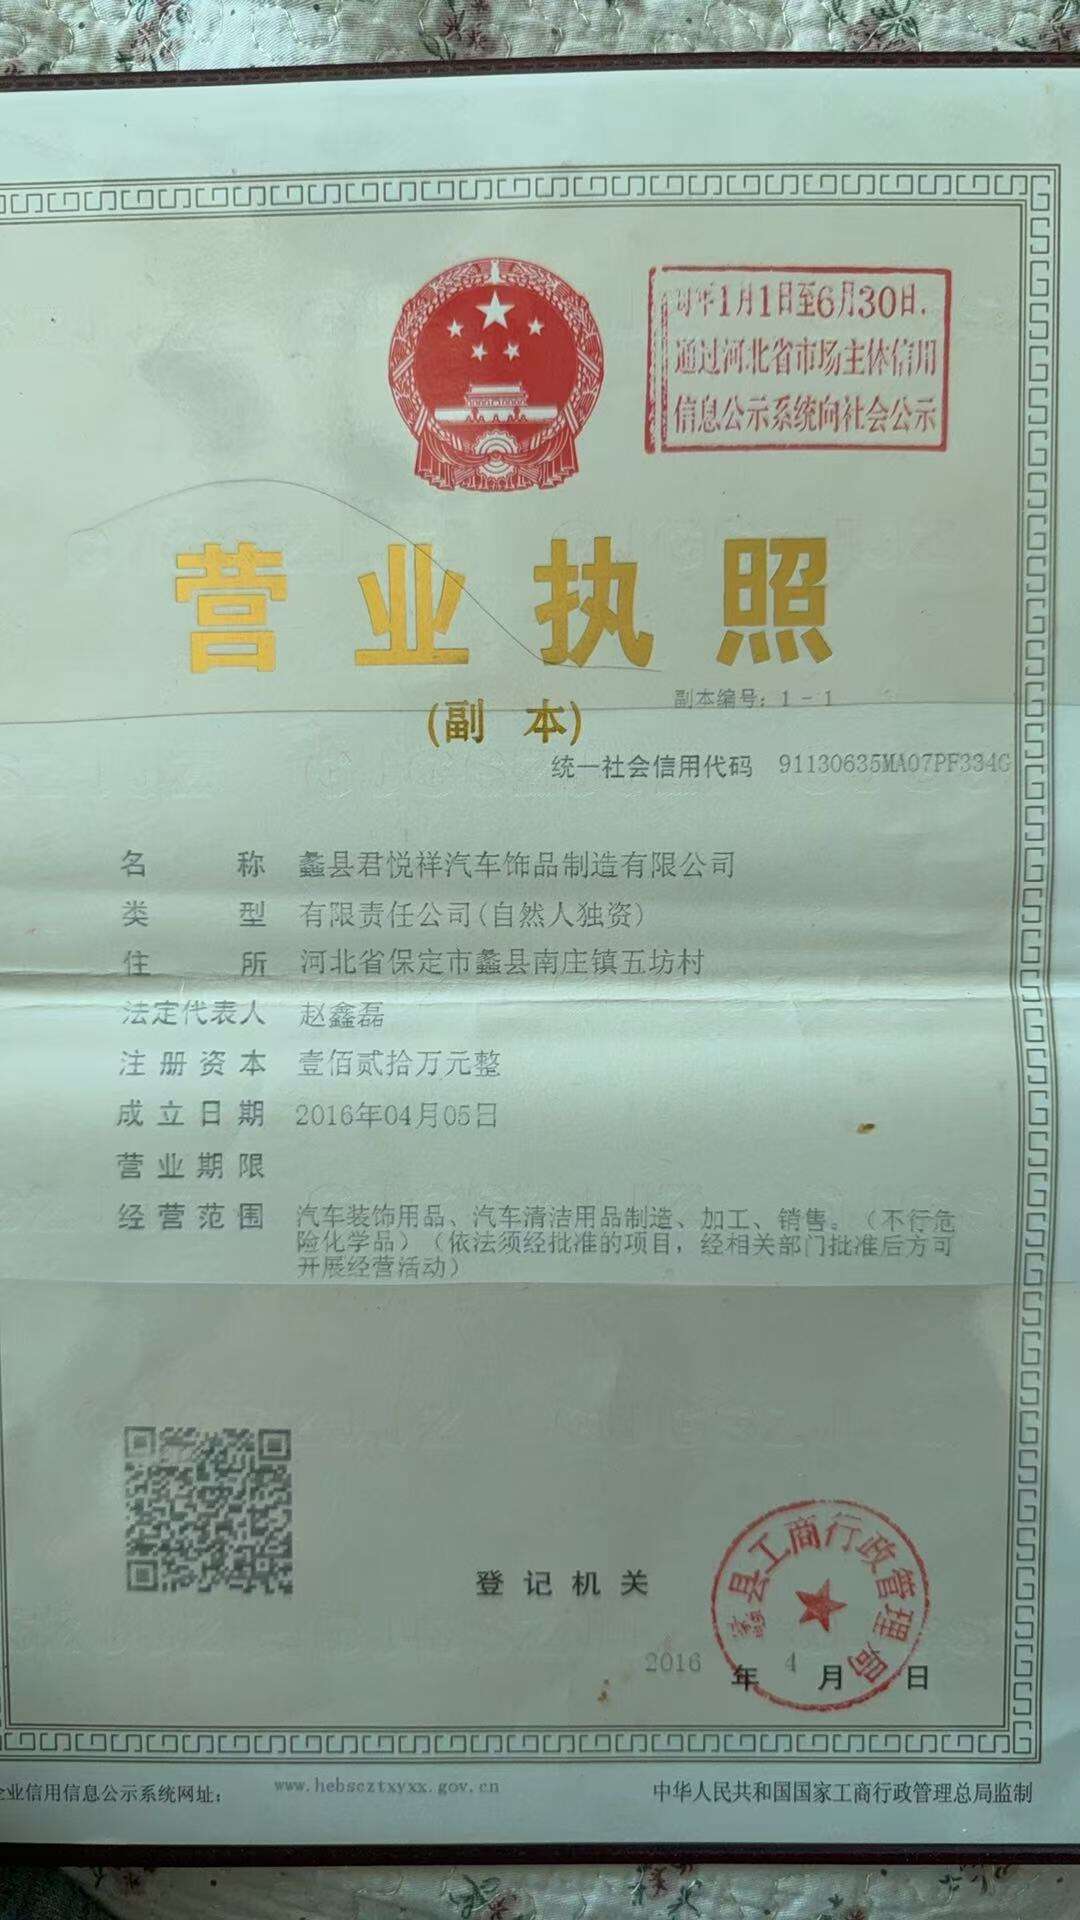 每年1月1日至6月30日,
通过河北省市场主体信用
信息公示系统向社会公示
营业执照
副本编号：1-1
(副本)
统一社会信用代码 91130635MA07PF334G
名称 蠡县君悦祥汽车饰品制造有限公司
类型 有限责任公司(自然人独资)
住所 河北省保定市蠡县南庄镇五坊村
法定代表人 赵鑫磊
注册资本 壹佰贰拾万元整
成立日期 2016年04月05日
营业期限
经营范围 汽车装饰用品、汽车清洁用品制造、加工、销售。（不行危
险化学品）（依法须经批准的项目，经相关部门批准后方可
开展经营活动）
登记机关
蠡县工商行政管理局
2016年4月 日
企业信用信息公示系统网址： www.hebscztxyxx.gov.cn
中华人民共和国国家工商行政管理总局监制